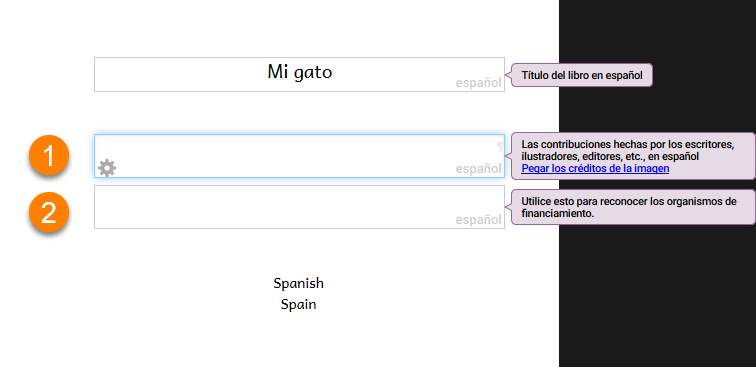 Mi gato
español
Título del libro en español
1
¶
español
Las contribuciones hechas por los escritores,
ilustradores, editores, etc., en español
Pegar los créditos de la imagen
2
español
Utilice esto para reconocer los organismos de
financiamiento.
Spanish
Spain